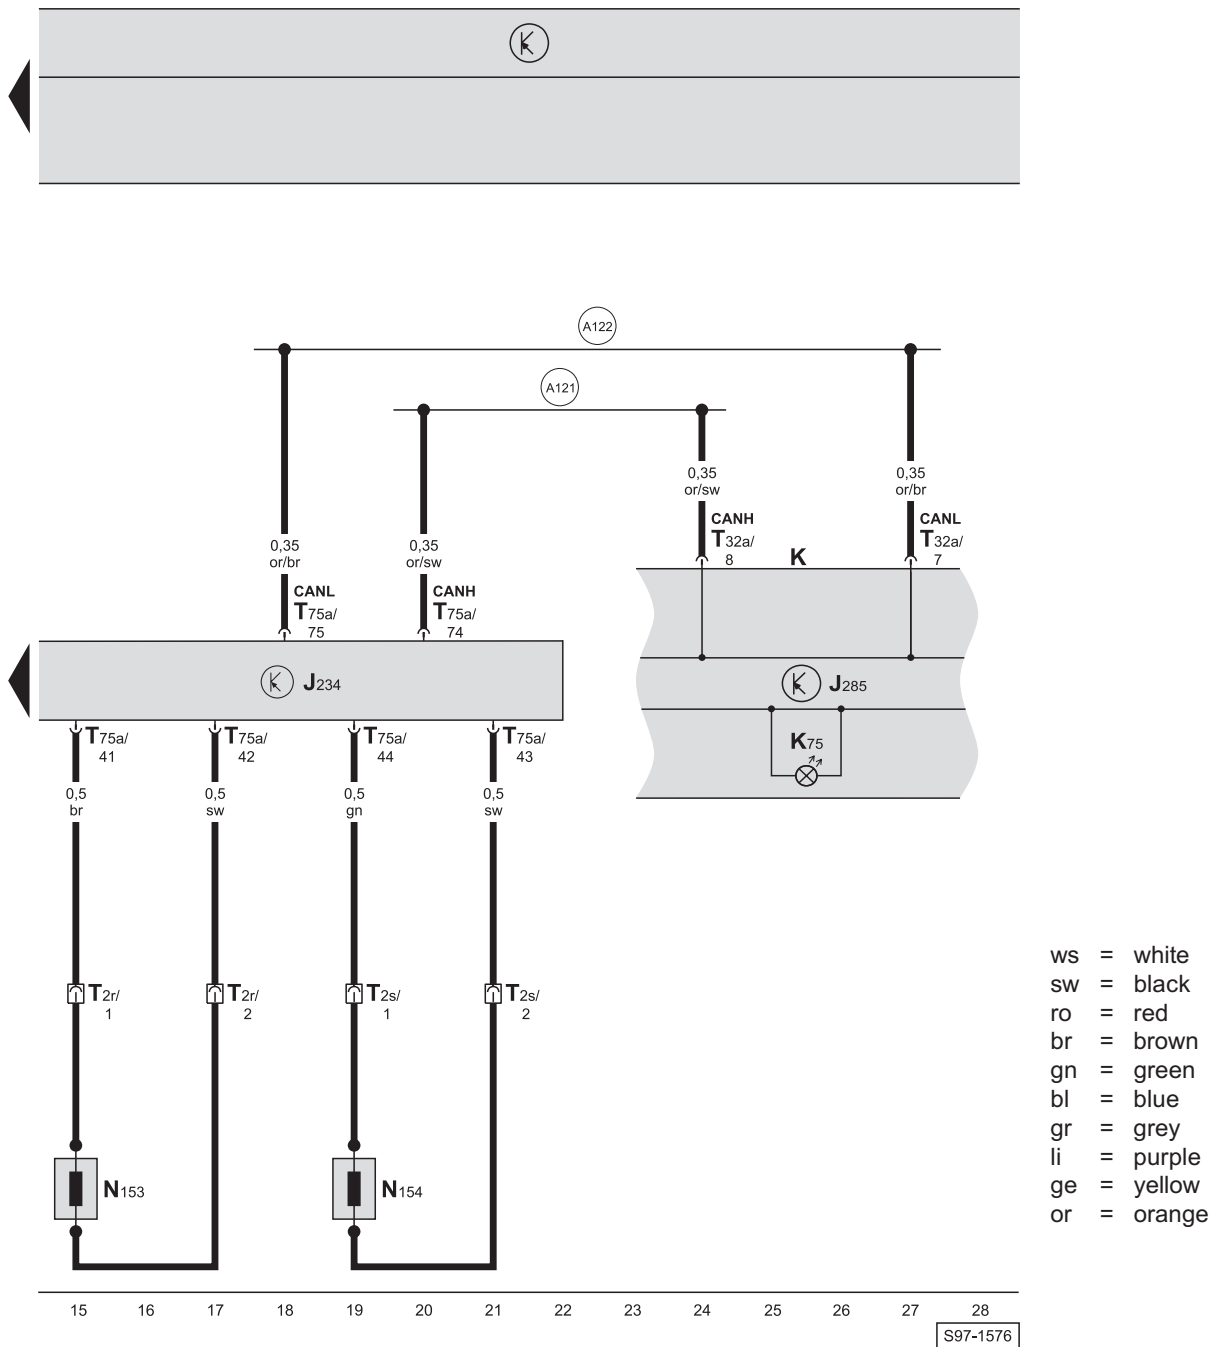 A122
A121
0,35
or/sw
0,35
or/br
CANH
T32a/
8
K
CANL
T32a/
7
0,35
or/br
0,35
or/sw
CANL
T75a/
75
CANH
T75a/
74
J234
J285
K75
T75a/
41
T75a/
42
T75a/
44
T75a/
43
0,5
br
0,5
sw
0,5
gn
0,5
sw
T2r/
1
T2r/
2
T2s/
1
T2s/
2
N153
N154
ws = white
sw = black
ro = red
br = brown
gn = green
bl = blue
gr = grey
li = purple
ge = yellow
or = orange
15 16 17 18 19 20 21 22 23 24 25 26 27 28
S97-1576